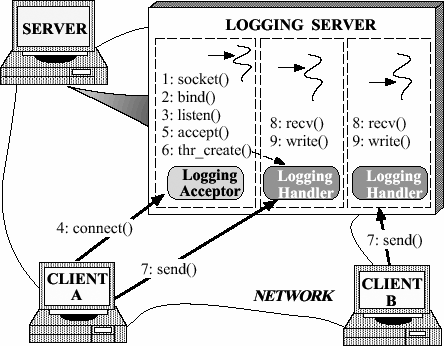 SERVER
LOGGING SERVER
1: socket()
2: bind()
3: listen()
5: accept()
6: thr_create()
Logging
Acceptor
8: recv()
9: write()
Logging
Handler
8: recv()
9: write()
Logging
Handler
4: connect()
7: send()
7: send()
CLIENT
A
NETWORK
CLIENT
B